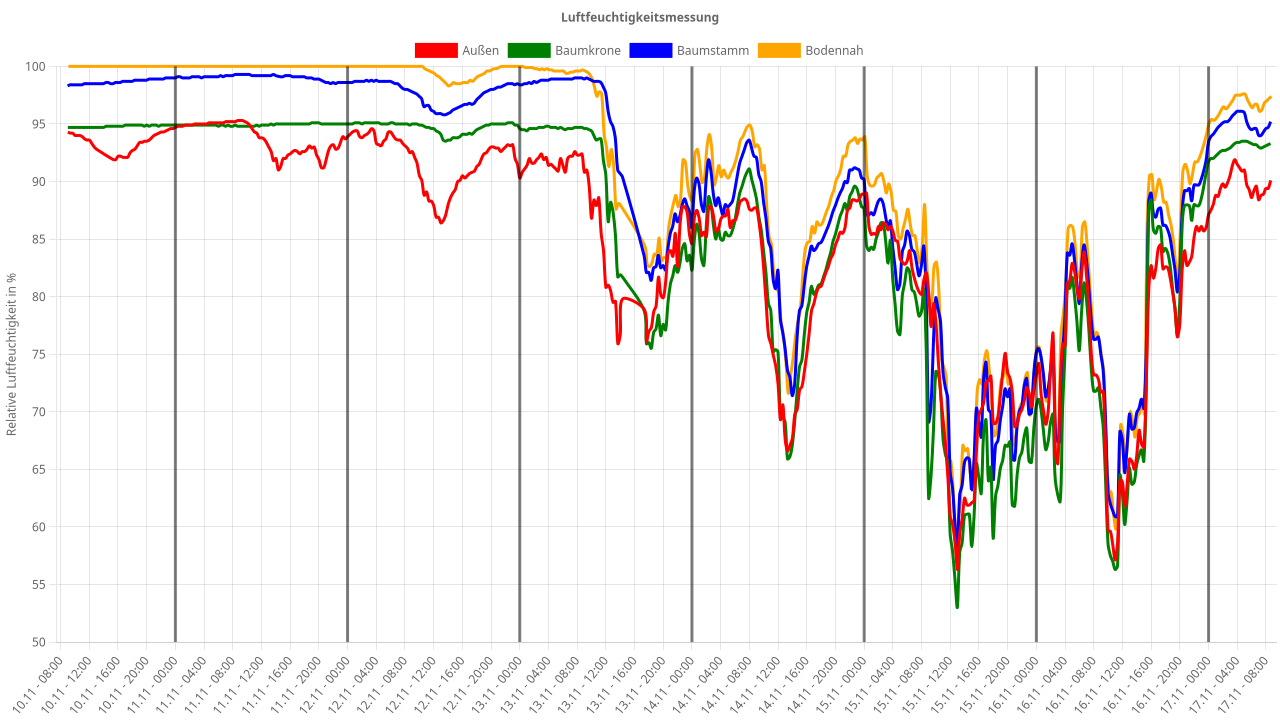 Luftfeuchtigkeitsmessung
Außen Baumkrone Baumstamm Bodennah
Relative Luftfeuchtigkeit in %
100
95
90
85
80
75
70
65
60
55
50
10.11 - 08:00
10.11 - 12:00
10.11 - 16:00
10.11 - 20:00
11.11 - 00:00
11.11 - 04:00
11.11 - 08:00
11.11 - 12:00
11.11 - 16:00
11.11 - 20:00
12.11 - 00:00
12.11 - 04:00
12.11 - 08:00
12.11 - 12:00
12.11 - 16:00
12.11 - 20:00
13.11 - 00:00
13.11 - 04:00
13.11 - 08:00
13.11 - 12:00
13.11 - 16:00
13.11 - 20:00
14.11 - 00:00
14.11 - 04:00
14.11 - 08:00
14.11 - 12:00
14.11 - 16:00
14.11 - 20:00
15.11 - 00:00
15.11 - 04:00
15.11 - 08:00
15.11 - 12:00
15.11 - 16:00
15.11 - 20:00
16.11 - 00:00
16.11 - 04:00
16.11 - 08:00
16.11 - 12:00
16.11 - 16:00
16.11 - 20:00
17.11 - 00:00
17.11 - 04:00
17.11 - 08:00